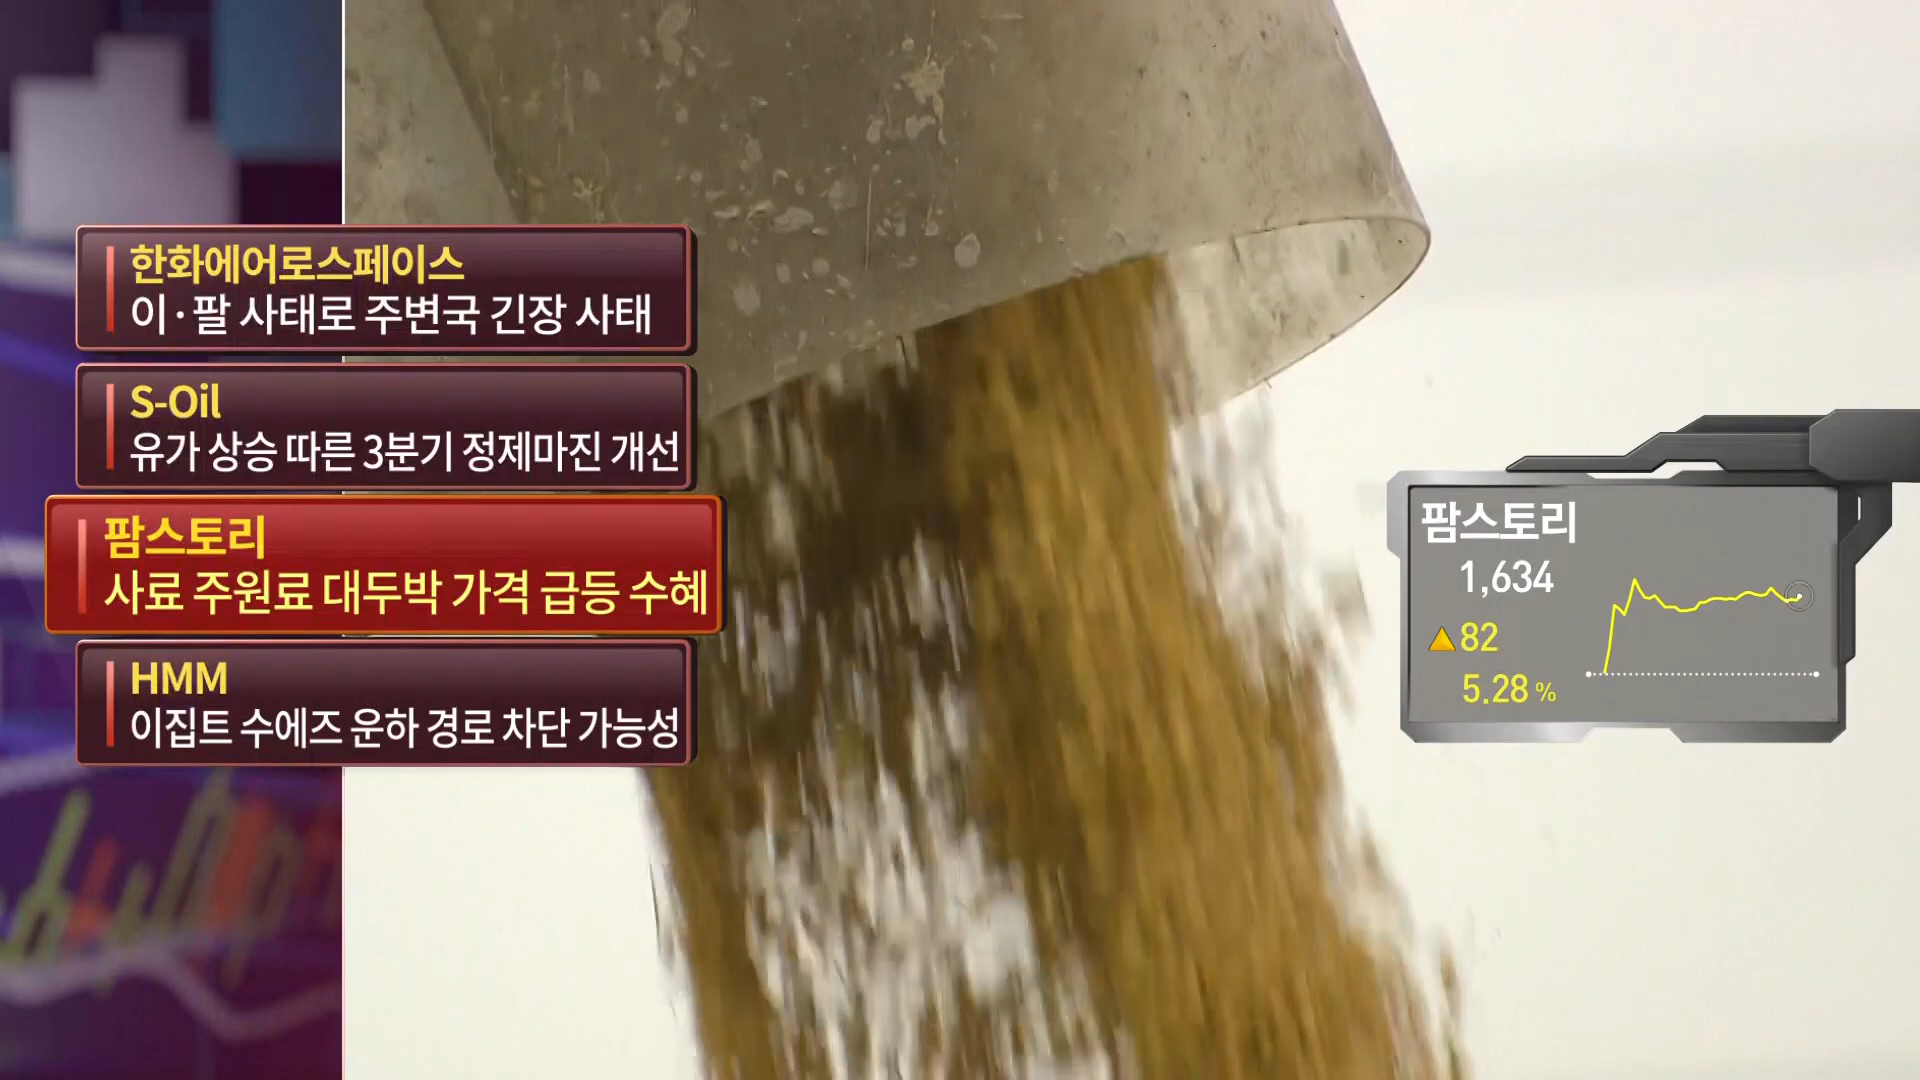 한화에어로스페이스
이·팔 사태로 주변국 긴장 사태
S-Oil
유가 상승 따른 3분기 정제마진 개선
팜스토리
사료 주원료 대두박 가격 급등 수혜
HMM
이집트 수에즈 운하 경로 차단 가능성
팜스토리
1,634
▲82
5.28 %